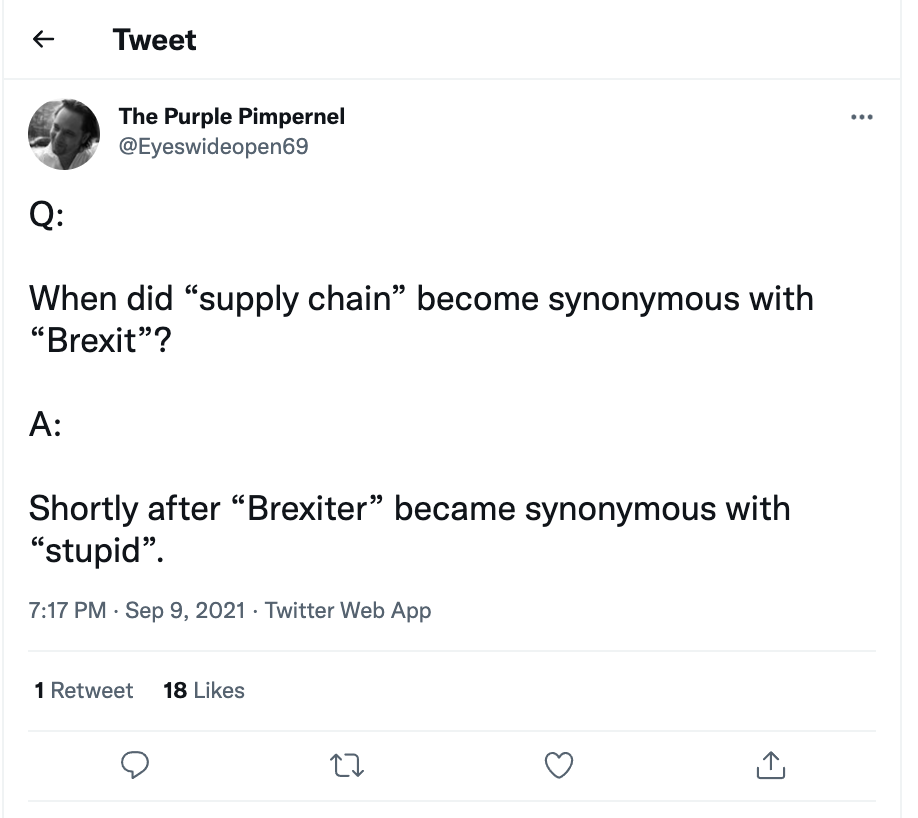 Tweet
The Purple Pimpernel
@Eyeswideopen69
Q:
When did “supply chain” become synonymous with
“Brexit”?
A:
Shortly after “Brexiter” became synonymous with
“stupid”.
7:17 PM · Sep 9, 2021 · Twitter Web App
1 Retweet 18 Likes